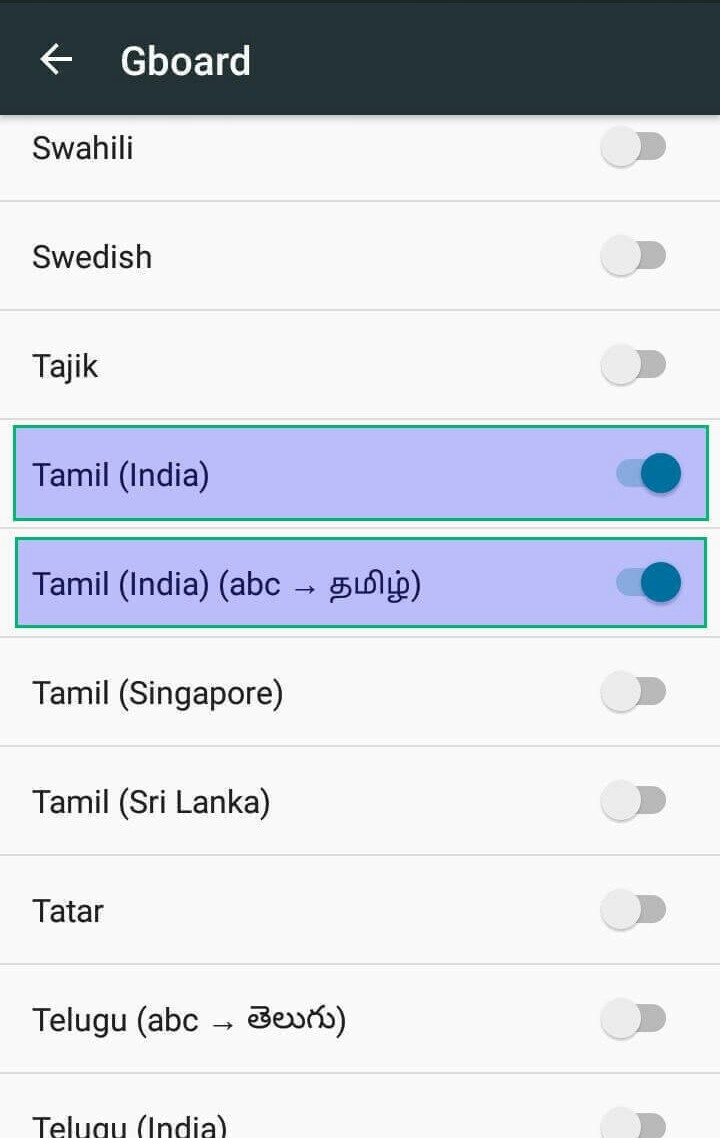 Gboard
Swahili
Swedish
Tajik
Tamil (India)
Tamil (India) (abc → தமிழ்)
Tamil (Singapore)
Tamil (Sri Lanka)
Tatar
Telugu (abc → తెలుగు)
Telugu (India)